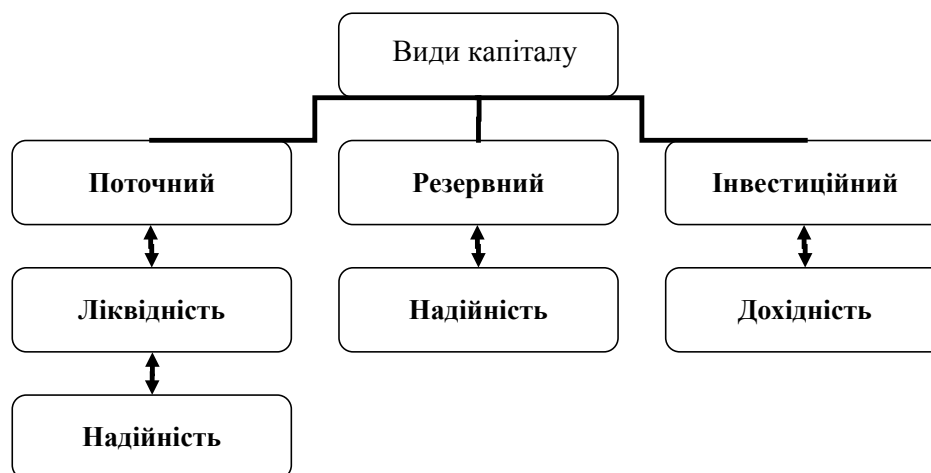 Види капіталу
Поточний
Резервний
Інвестиційний
Ліквідність
Надійність
Дохідність
Надійність